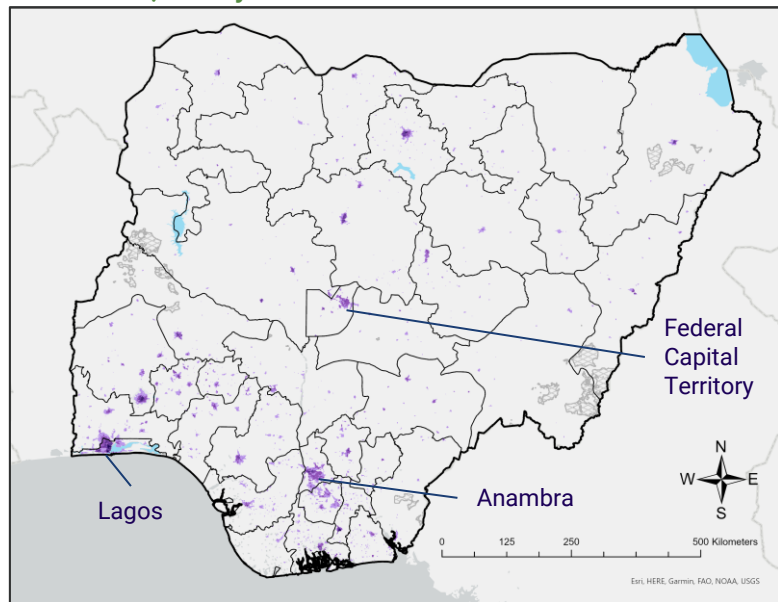 Federal
Capital
Territory
Lagos
Anambra
N
W E
S
0 125 250 500 Kilometers
Esri, HERE, Garmin, FAO, NOAA, USGS